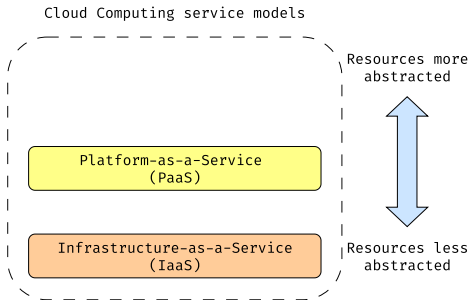 Cloud Computing service models
Resources more
abstracted
Platform-as-a-Service
(PaaS)
Infrastructure-as-a-Service
(IaaS)
Resources less
abstracted